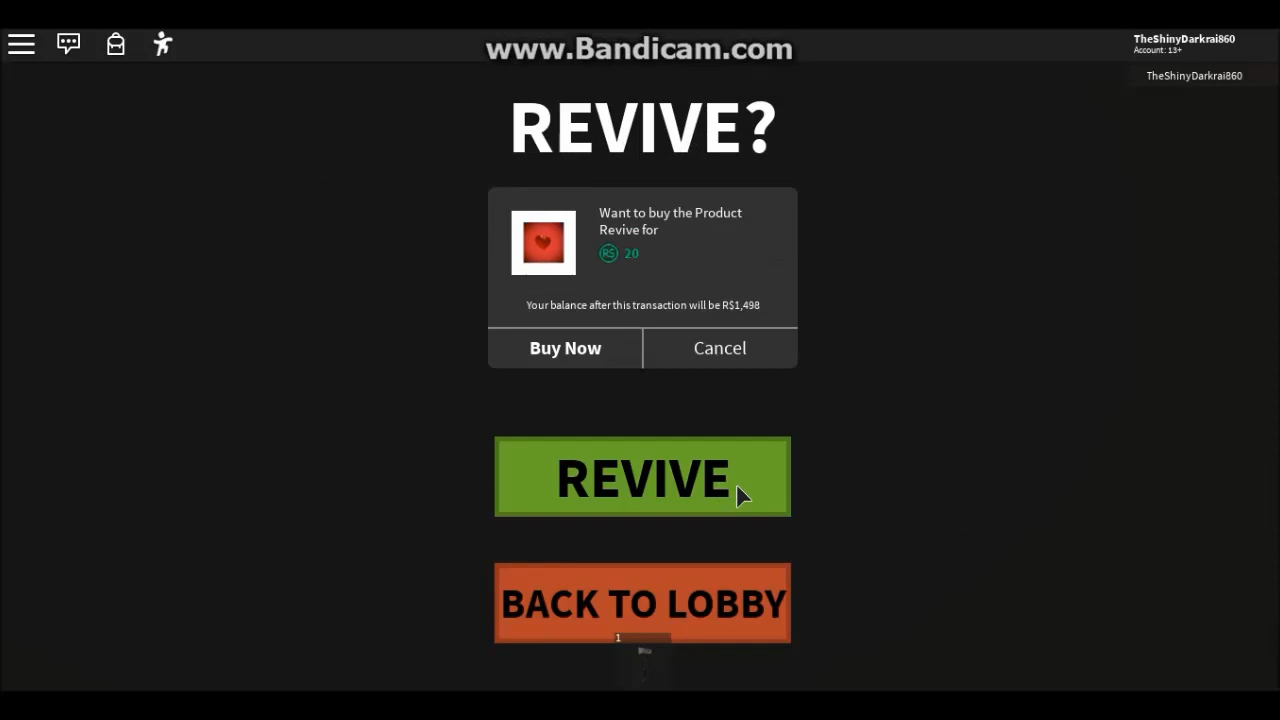 www.Bandicam.com
TheShinyDarkrai860
Account: 13+
TheShinyDarkrai860
REVIVE?
Want to buy the Product
Revive for
R$ 20
Your balance after this transaction will be R$1,498
Buy Now
Cancel
REVIVE
BACK TO LOBBY
1